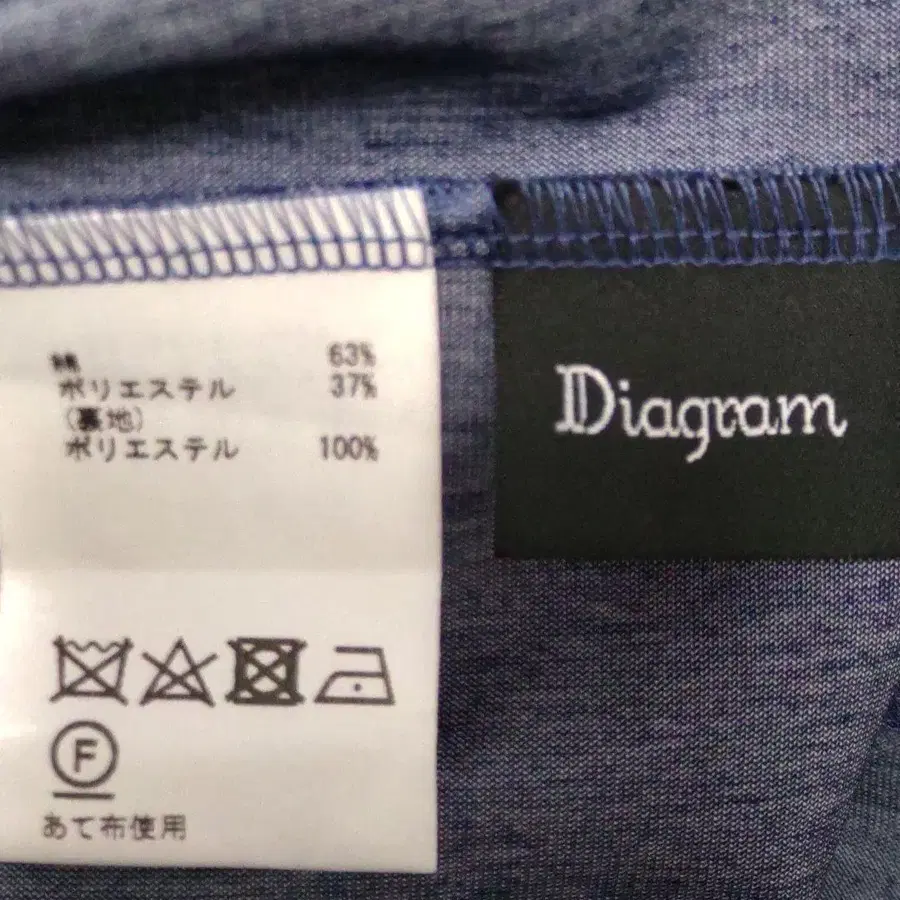 綿 63%
ポリエステル 37%
(裏地)
ポリエステル 100%
F
あて布使用
Diagram